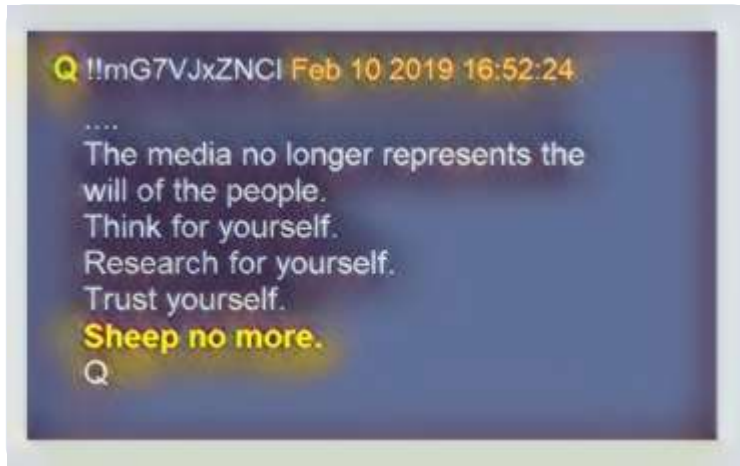 Q !!mG7VJxZNCI Feb 10 2019 16:52:24
....
The media no longer represents the
will of the people.
Think for yourself.
Research for yourself.
Trust yourself.
Sheep no more.
Q